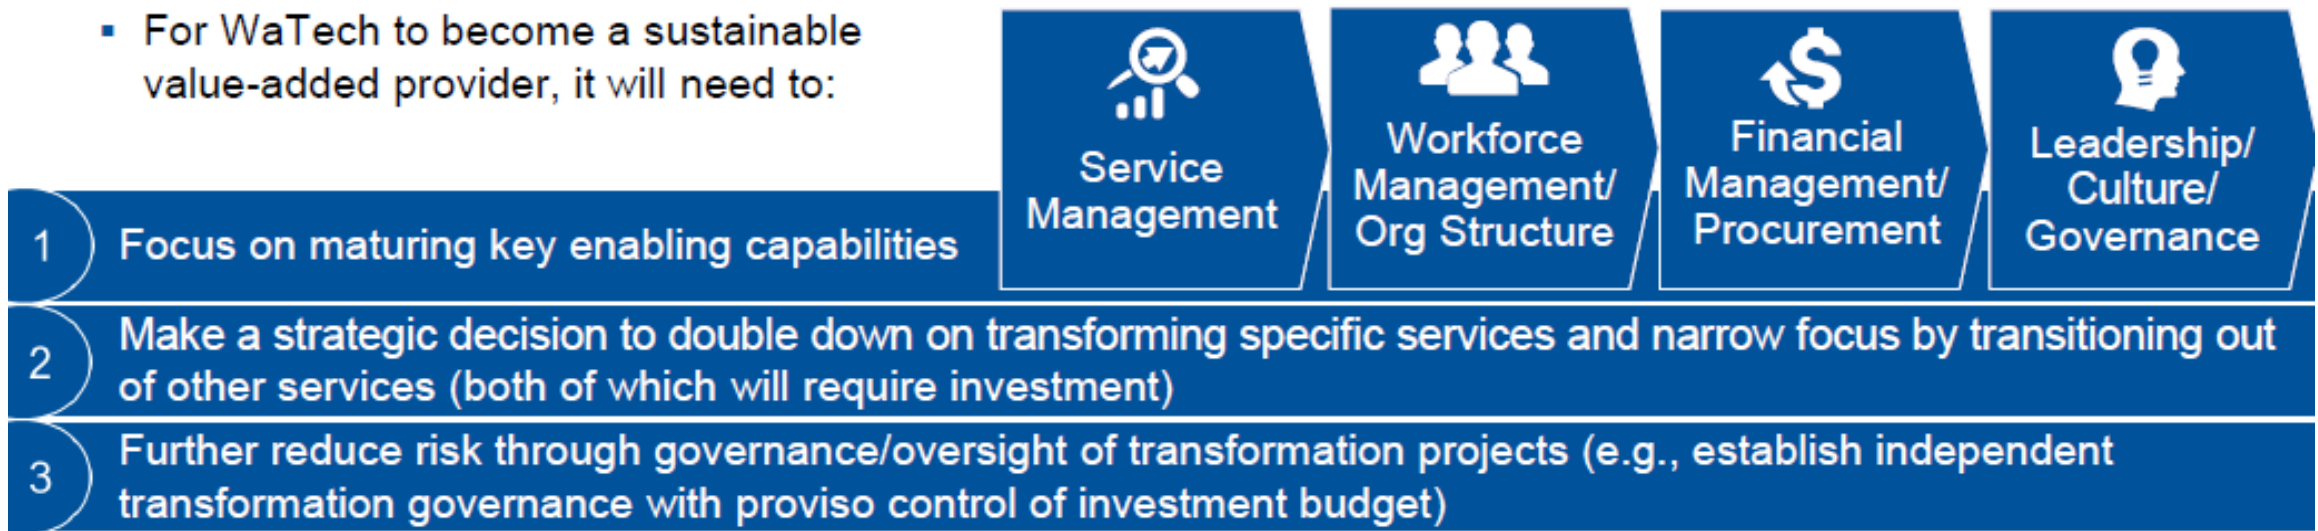 ▪ For WaTech to become a sustainable
value-added provider, it will need to:
Service
Management
Workforce
Management/
Org Structure
Financial
Management/
Procurement
Leadership/
Culture/
Governance
1
Focus on maturing key enabling capabilities
2
Make a strategic decision to double down on transforming specific services and narrow focus by transitioning out
of other services (both of which will require investment)
3
Further reduce risk through governance/oversight of transformation projects (e.g., establish independent
transformation governance with proviso control of investment budget)